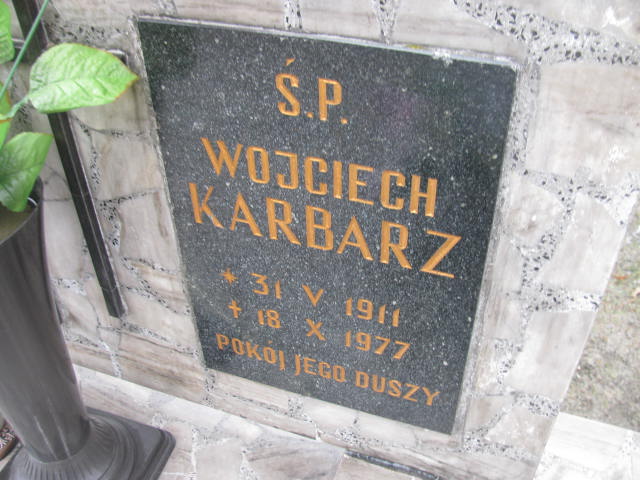 Ś.P.
WOJCIECH
KARBARZ
* 31 V 1911
+ 18 X 1977
POKÓJ JEGO DUSZY